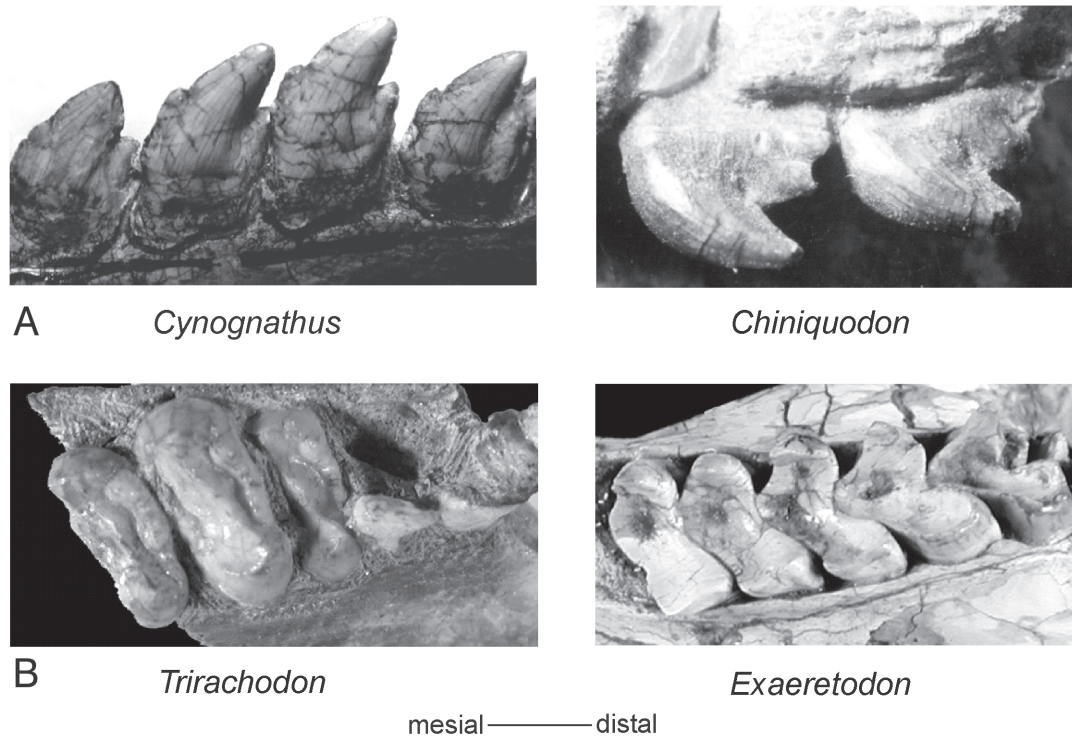 A
Cynognathus
Chiniquodon
B
Trirachodon
Exaeretodon
mesial
distal